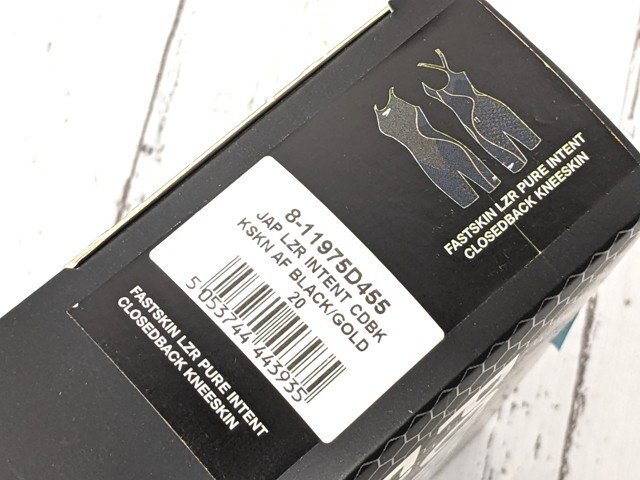 FASTSKIN LZR PURE INTENT
CLOSEDBACK KNEESKIN
8-11975D455
JAP LZR INTENT CDBK
KSKN AF BLACK/GOLD
20
5 053744 443935
FASTSKIN LZR PURE INTENT
CLOSEDBACK KNEESKIN